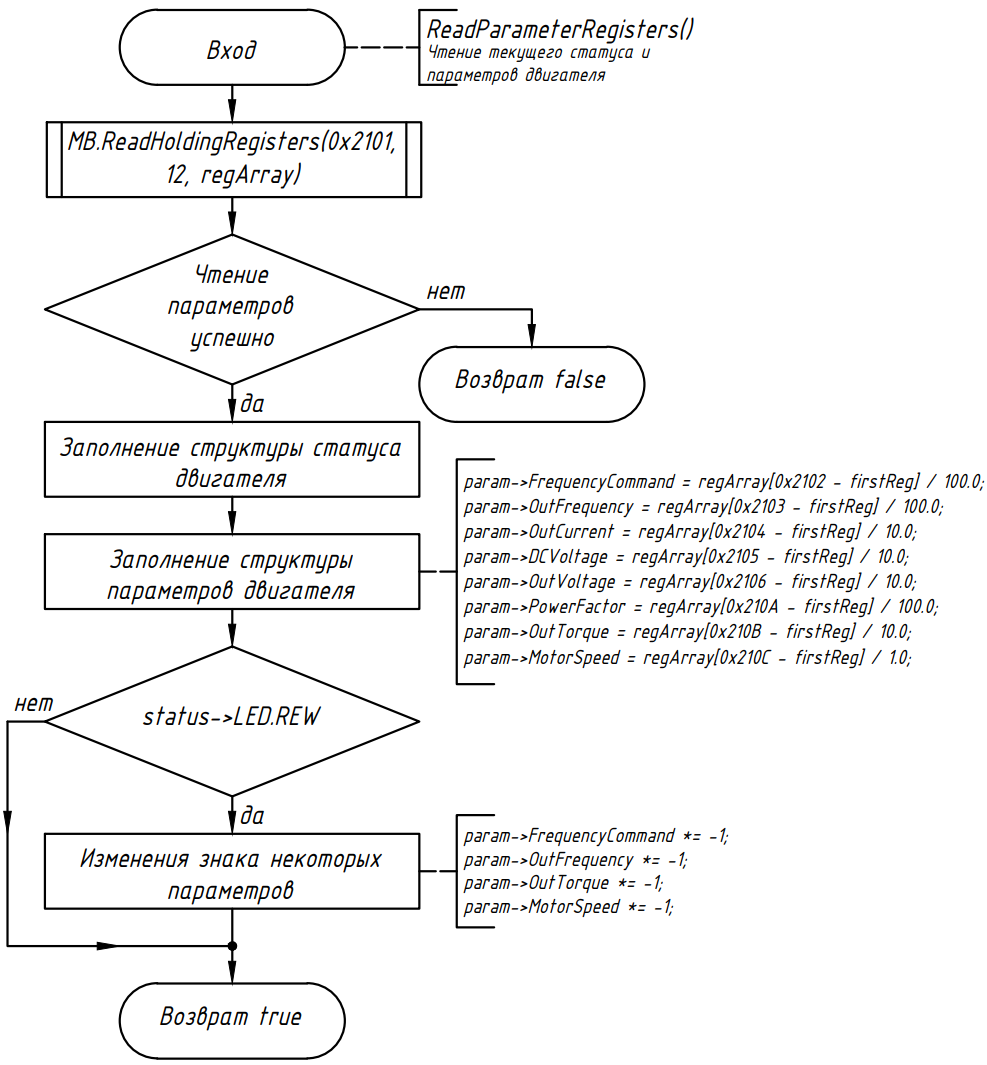 Вход
ReadParameterRegisters()
Чтение текущего статуса и
параметров двигателя
MB.ReadHoldingRegisters(0x2101,
12, regArray)
Чтение
параметров
успешно
нет
Возврат false
да
Заполнение структуры статуса
двигателя
Заполнение структуры
параметров двигателя
param->FrequencyCommand = regArray[0x2102 - firstReg] / 100.0;
param->OutFrequency = regArray[0x2103 - firstReg] / 100.0;
param->OutCurrent = regArray[0x2104 - firstReg] / 10.0;
param->DCVoltage = regArray[0x2105 - firstReg] / 10.0;
param->OutVoltage = regArray[0x2106 - firstReg] / 10.0;
param->PowerFactor = regArray[0x210A - firstReg] / 100.0;
param->OutTorque = regArray[0x210B - firstReg] / 10.0;
param->MotorSpeed = regArray[0x210C - firstReg] / 1.0;
нет
status->LED.REW
да
Изменения знака некоторых
параметров
param->FrequencyCommand *= -1;
param->OutFrequency *= -1;
param->OutTorque *= -1;
param->MotorSpeed *= -1;
Возврат true